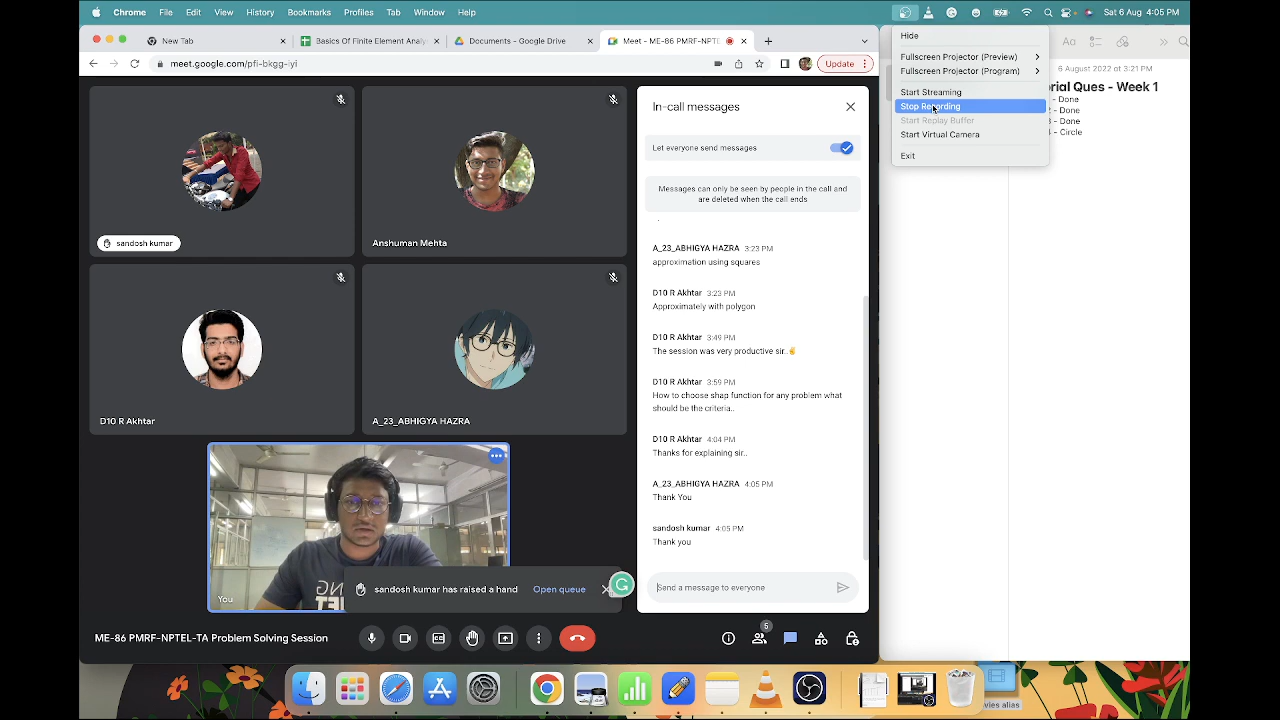 Chrome File Edit View History Bookmarks Profiles Tab Window Help
Sat 6 Aug 4:05 PM
New Tab
Basics Of Finite Element Analy
Documents - Google Drive
Meet - ME-86 PMRF-NPTEL
meet.google.com/pfi-bkgg-iyi
Update
sandosh kumar
Anshuman Mehta
D10 R Akhtar
A_23_ABHIGYA HAZRA
You
sandosh kumar has raised a hand
Open queue
ME-86 PMRF-NPTEL-TA Problem Solving Session
In-call messages
Let everyone send messages
Messages can only be seen by people in the call and
are deleted when the call ends
A_23_ABHIGYA HAZRA 3:23 PM
approximation using squares
D10 R Akhtar 3:23 PM
Approximately with polygon
D10 R Akhtar 3:49 PM
The session was very productive sir..✌
D10 R Akhtar 3:59 PM
How to choose shap function for any problem what
should be the criteria..
D10 R Akhtar 4:04 PM
Thanks for explaining sir..
A_23_ABHIGYA HAZRA 4:05 PM
Thank You
sandosh kumar 4:05 PM
Thank you
Send a message to everyone
Hide
Fullscreen Projector (Preview)
Fullscreen Projector (Program)
Start Streaming
Stop Recording
Start Replay Buffer
Start Virtual Camera
Exit
Aa
6 August 2022 at 3:21 PM
rial Ques - Week 1
- Done
- Done
- Done
- Circle
vies alias